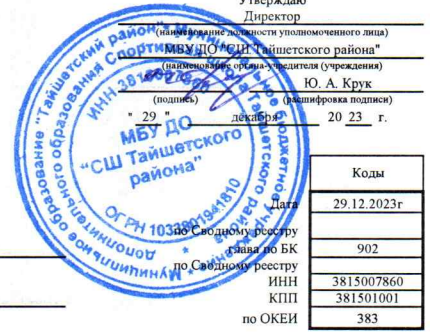 Утверждаю
Директор
(наименование должности уполномоченного лица)
МБУ ДО "СШ Тайшетского района"
(наименование органа-учредителя (учреждения)
Ю. А. Крук
(подпись) (расшифровка подписи)
" 29 " декабря 20 23 г.
МБУ ДО
"СШ Тайшетского
района"
Коды
Дата 29.12.2023г
по Сводному реестру
глава по БК 902
по Сводному реестру
ИНН 3815007860
КПП 381501001
по ОКЕИ 383